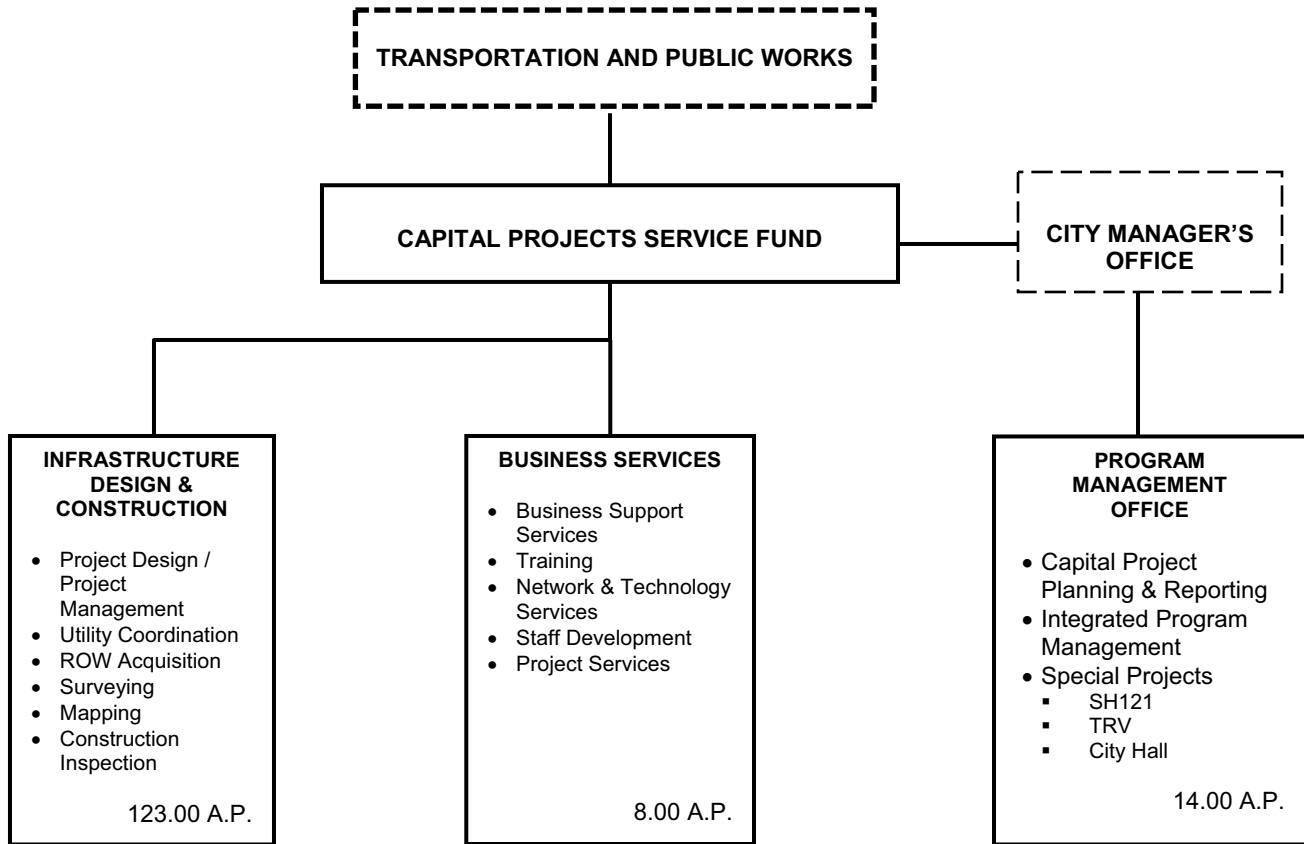 TRANSPORTATION AND PUBLIC WORKS
CAPITAL PROJECTS SERVICE FUND
CITY MANAGER’S
OFFICE
INFRASTRUCTURE
DESIGN &
CONSTRUCTION
• Project Design /
Project
Management
• Utility Coordination
• ROW Acquisition
• Surveying
• Mapping
• Construction
Inspection
123.00 A.P.
BUSINESS SERVICES
• Business Support
Services
• Training
• Network & Technology
Services
• Staff Development
• Project Services
8.00 A.P.
PROGRAM
MANAGEMENT
OFFICE
• Capital Project
Planning & Reporting
• Integrated Program
Management
• Special Projects
▪ SH121
▪ TRV
▪ City Hall
14.00 A.P.